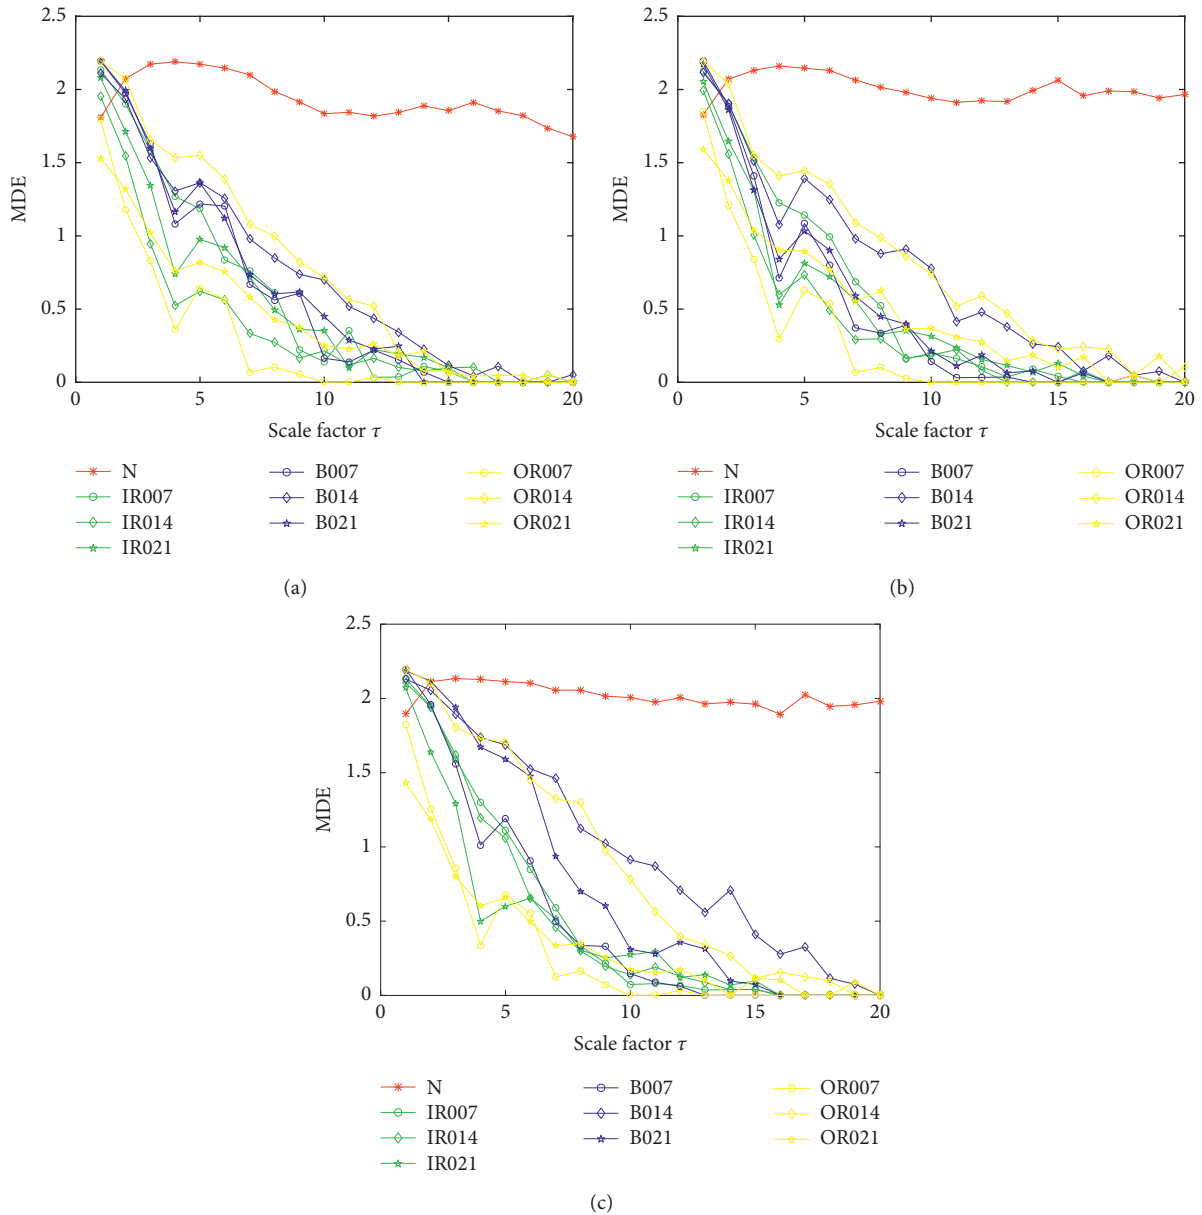 2.5
2
1.5
1
0.5
0
MDE
0 5 10 15 20
Scale factor τ
N
IR007
IR014
IR021
B007
B014
B021
OR007
OR014
OR021
(a)
2.5
2
1.5
1
0.5
0
MDE
0 5 10 15 20
Scale factor τ
N
IR007
IR014
IR021
B007
B014
B021
OR007
OR014
OR021
(b)
2.5
2
1.5
1
0.5
0
MDE
0 5 10 15 20
Scale factor τ
N
IR007
IR014
IR021
B007
B014
B021
OR007
OR014
OR021
(c)